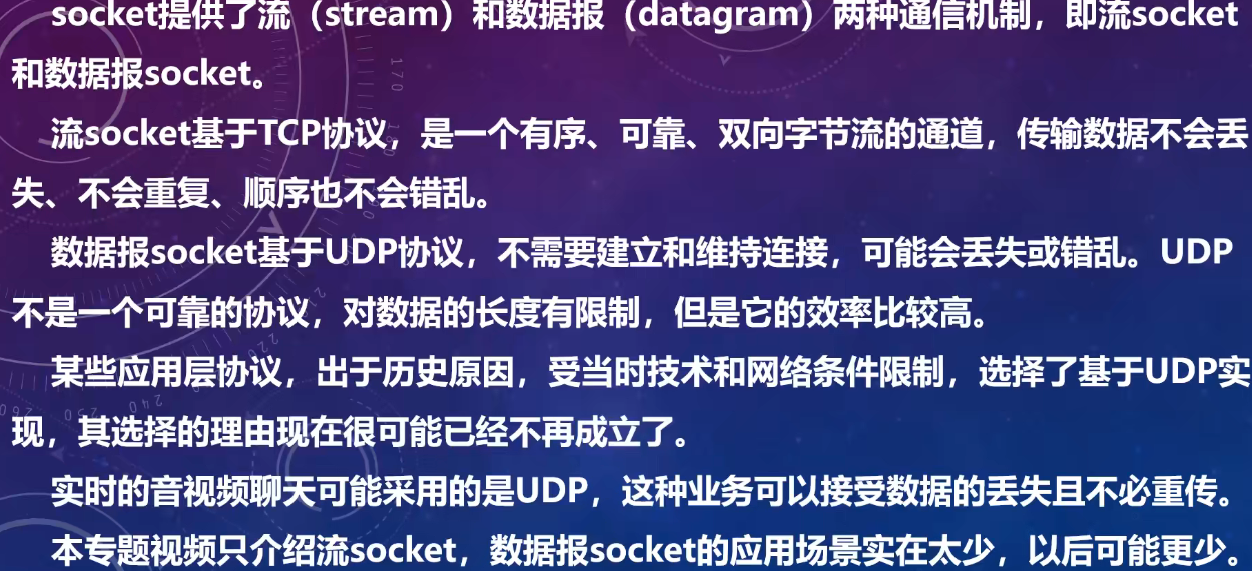 socket提供了流（stream）和数据报（datagram）两种通信机制，即流socket
和数据报socket。
流socket基于TCP协议，是一个有序、可靠、双向字节流的通道，传输数据不会丢
失、不会重复、顺序也不会错乱。
数据报socket基于UDP协议，不需要建立和维持连接，可能会丢失或错乱。UDP
不是一个可靠的协议，对数据的长度有限制，但是它的效率比较高。
某些应用层协议，出于历史原因，受当时技术和网络条件限制，选择了基于UDP实
现，其选择的理由现在很可能已经不再成立了。
实时的音视频聊天可能采用的是UDP，这种业务可以接受数据的丢失且不必重传。
本专题视频只介绍流socket，数据报socket的应用场景实在太少，以后可能更少。
170
220
240
250
260